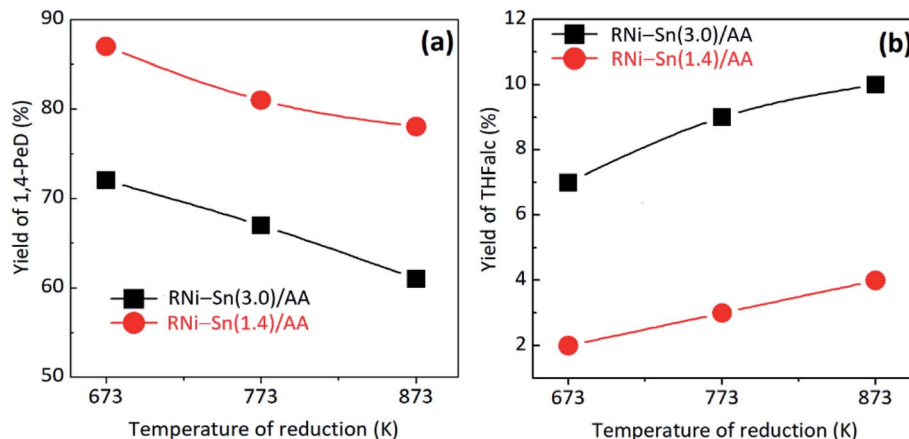 (a)
Yield of 1,4-PeD (%)
90
80
70
60
50
RNi–Sn(3.0)/AA
RNi–Sn(1.4)/AA
673 773 873
Temperature of reduction (K)
(b)
Yield of THFalc (%)
12
10
8
6
4
2
RNi–Sn(3.0)/AA
RNi–Sn(1.4)/AA
673 773 873
Temperature of reduction (K)